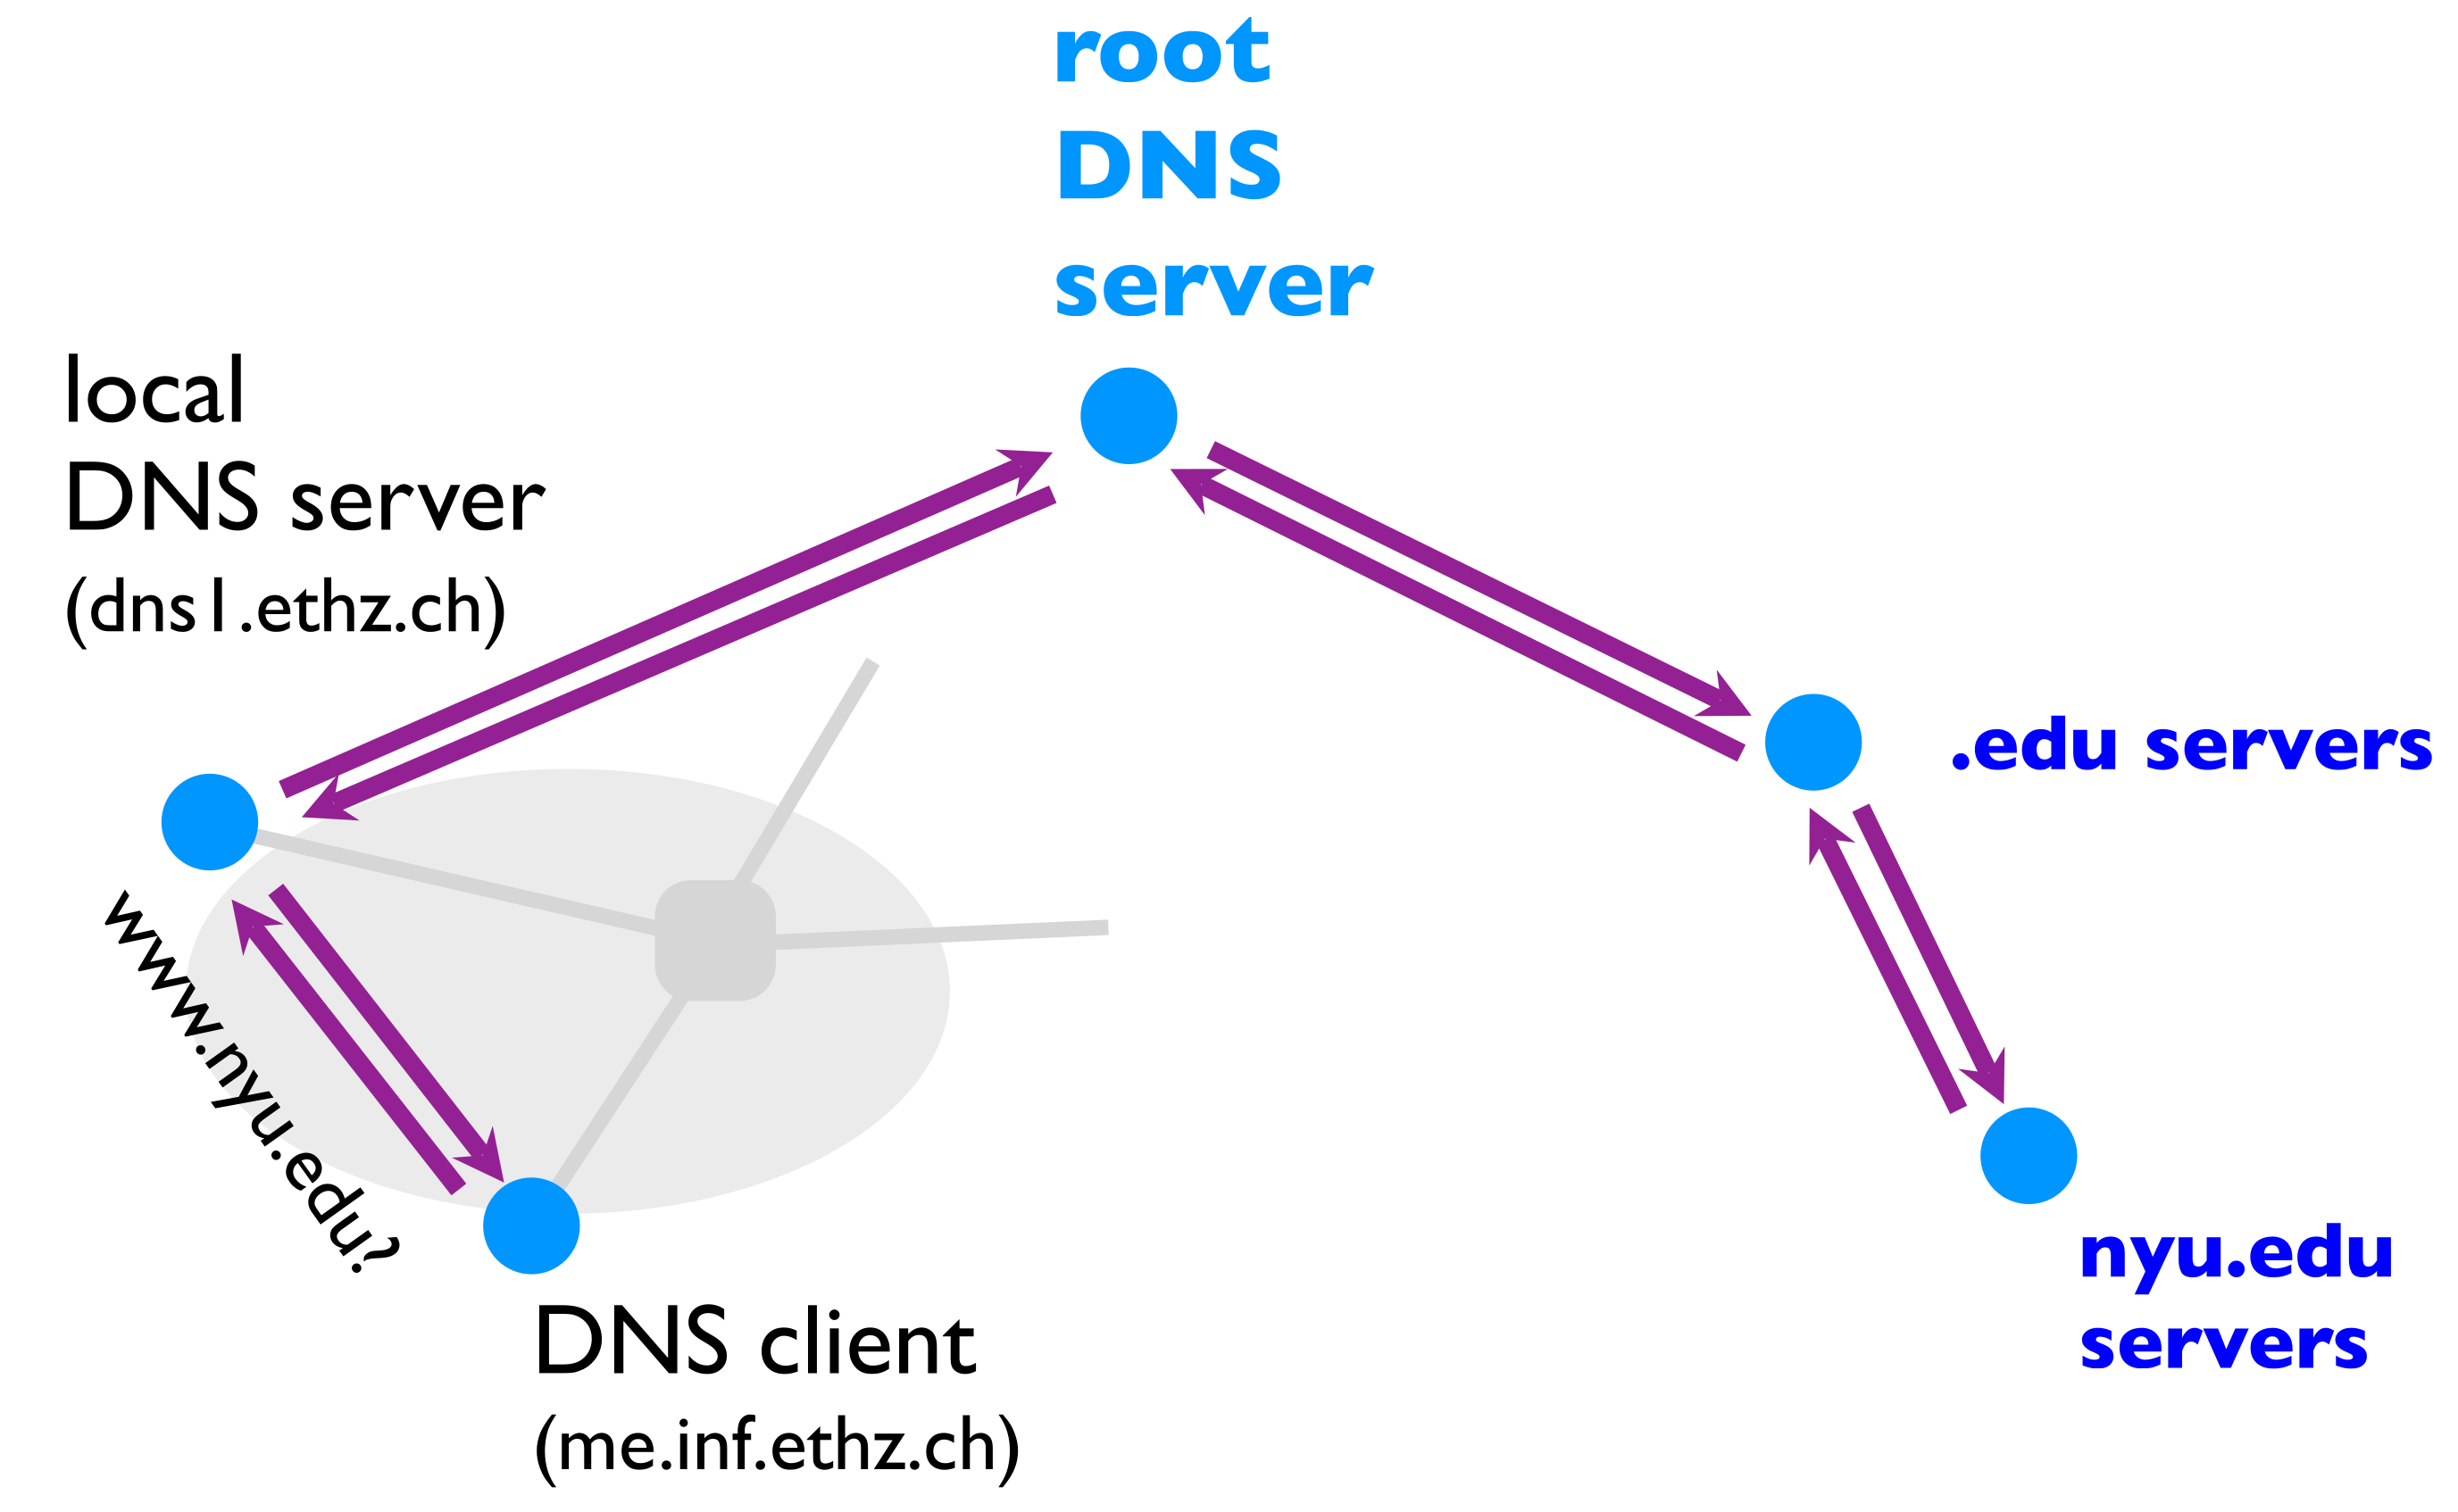 root
DNS
server
local
DNS server
(dns1.ethz.ch)
.edu servers
www.nyu.edu?
nyu.edu
servers
DNS client
(me.inf.ethz.ch)